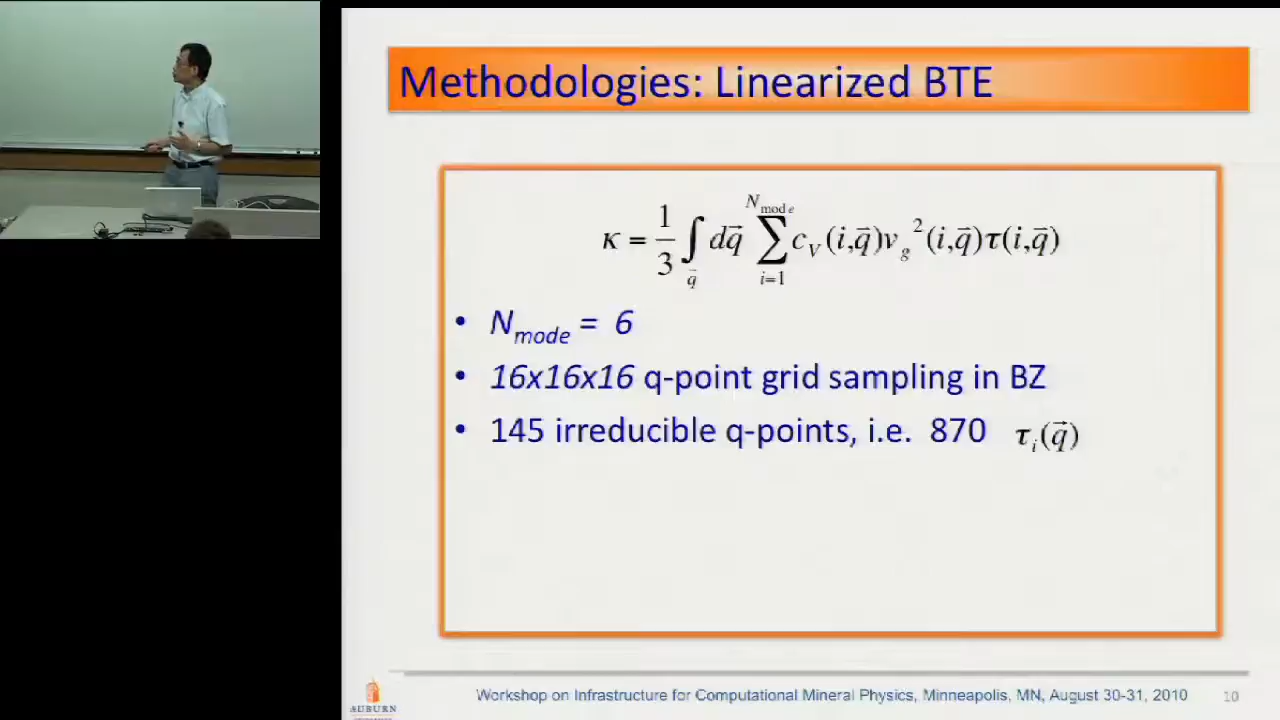 Methodologies: Linearized BTE
κ = 1/3 ∫_q⃗ dq⃗ ∑_{i=1}^{N_mode} c_V(i,q⃗)v_g²(i,q⃗)τ(i,q⃗)
• N_mode = 6
• 16x16x16 q-point grid sampling in BZ
• 145 irreducible q-points, i.e. 870 τ_i(q⃗)
Workshop on Infrastructure for Computational Mineral Physics, Minneapolis, MN, August 30-31, 2010 10
AUBURN